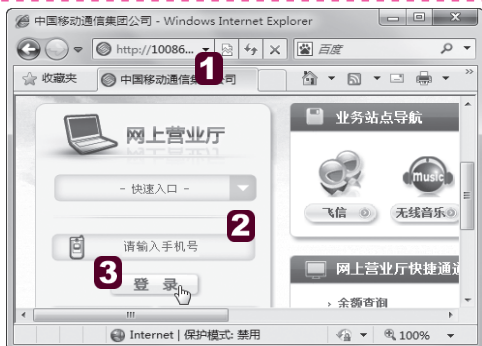 中国移动通信集团公司 - Windows Internet Explorer
http://10086...
百度
收藏夹
中国移动通信集
公司
1
网上营业厅
业务站点导航
- 快速入口 -
music
飞信
无线音乐
2
请输入手机号
3
登 录
网上营业厅快捷通道
› 余额查询
Internet | 保护模式: 禁用
100%